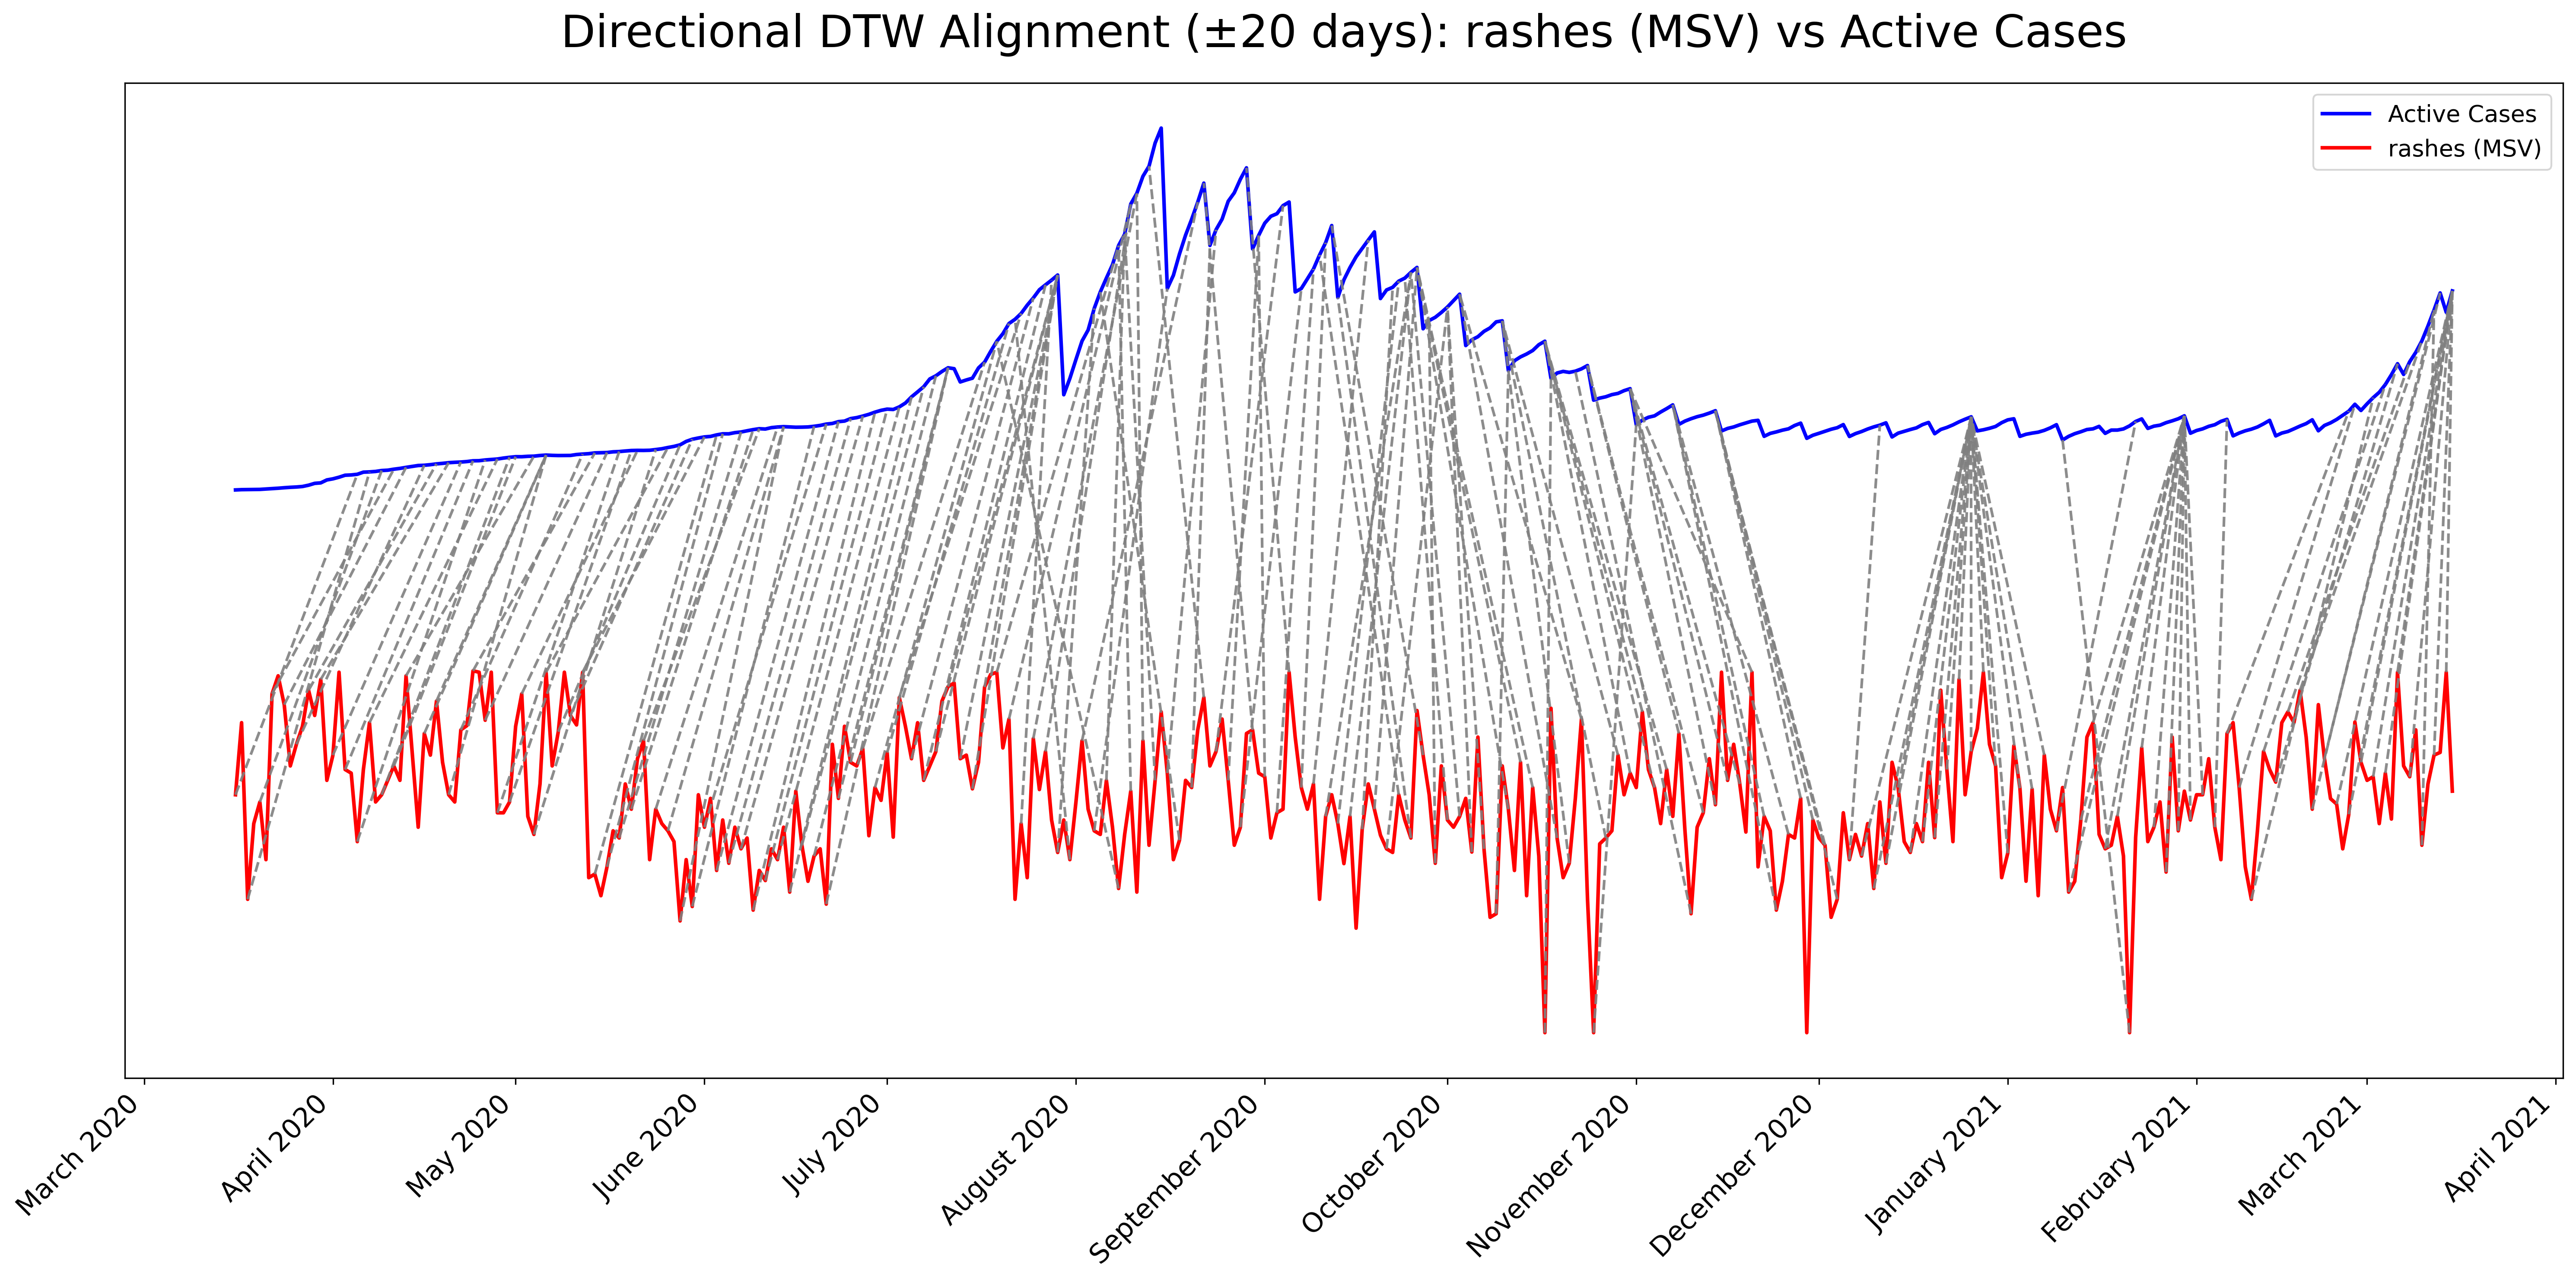 Directional DTW Alignment (±20 days): rashes (MSV) vs Active Cases
Active Cases
rashes (MSV)
March 2020
April 2020
May 2020
June 2020
July 2020
August 2020
September 2020
October 2020
November 2020
December 2020
January 2021
February 2021
March 2021
April 2021